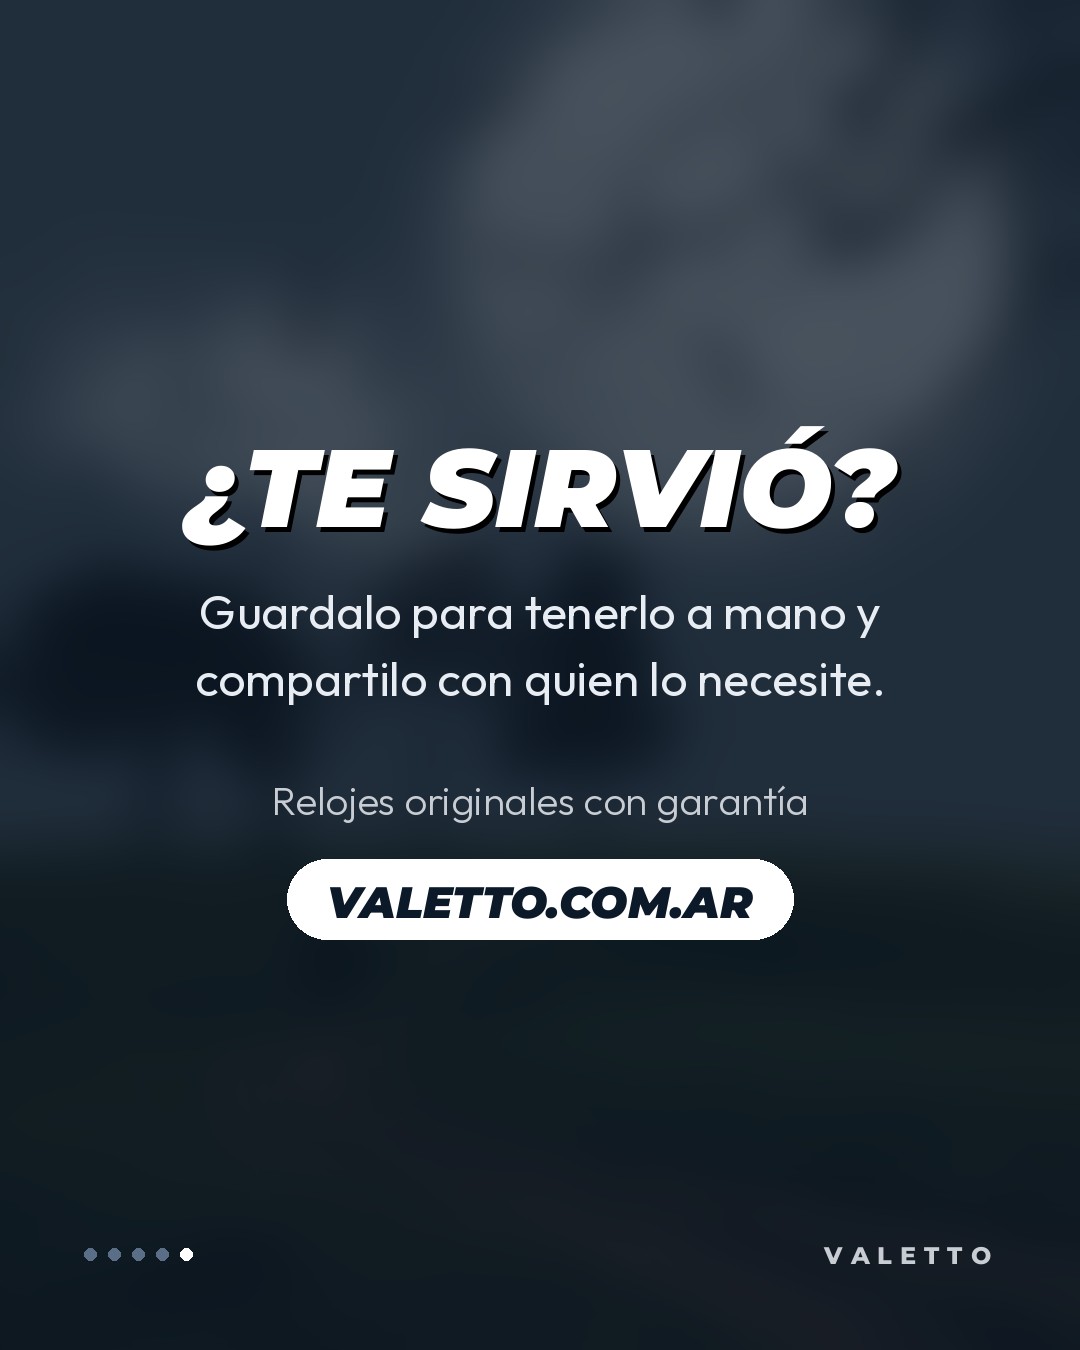 ¿TE SIRVIÓ?
Guardalo para tenerlo a mano y
compartilo con quien lo necesite.
Relojes originales con garantía
VALETTO.COM.AR
VALETTO